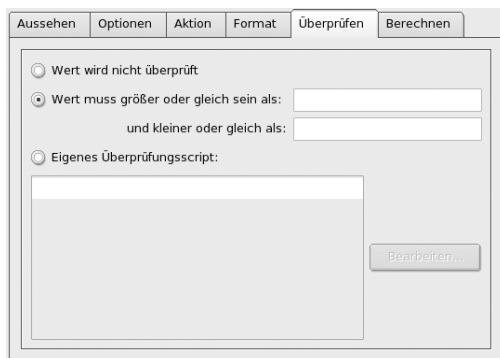 Aussehen Optionen Aktion Format Überprüfen Berechnen
Wert wird nicht überprüft
Wert muss größer oder gleich sein als:
und kleiner oder gleich als:
Eigenes Überprüfungsscript:
Bearbeiten...